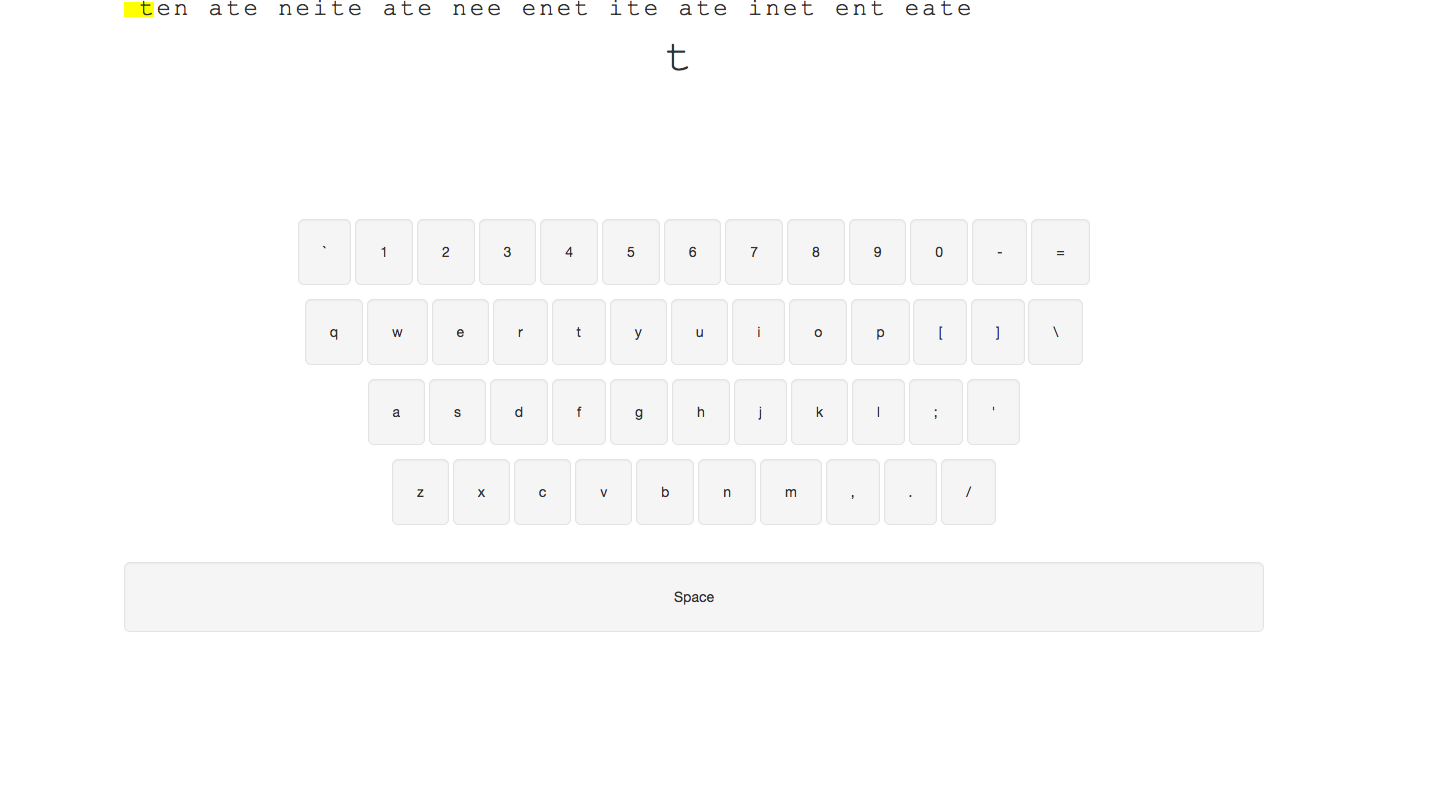 ten ate neite ate nee enet ite ate inet ent eate
t
` 1 2 3 4 5 6 7 8 9 0 - =
q w e r t y u i o p [ ] \
a s d f g h j k l ; '
z x c v b n m , . /
Space